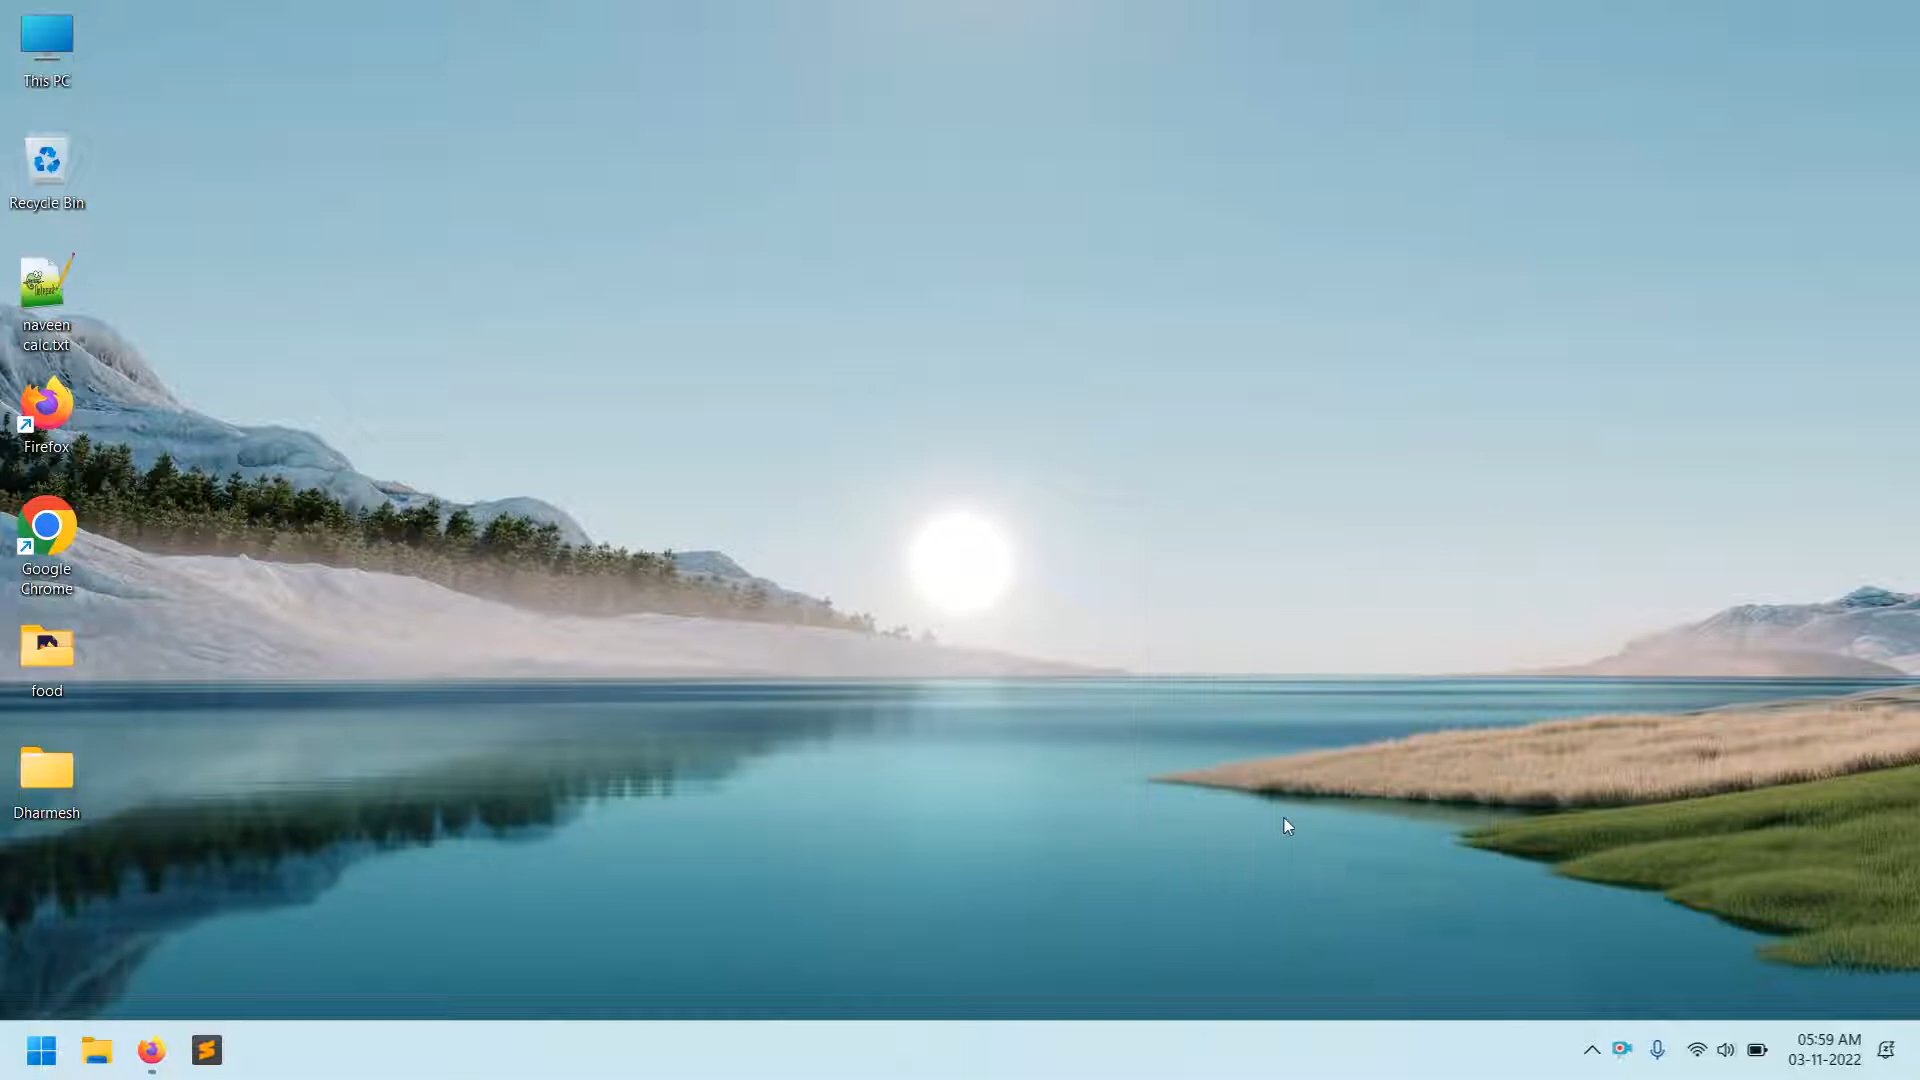 This PC
Recycle Bin
naveen
calc.txt
Firefox
Google
Chrome
food
Dharmesh
05:59 AM
03-11-2022